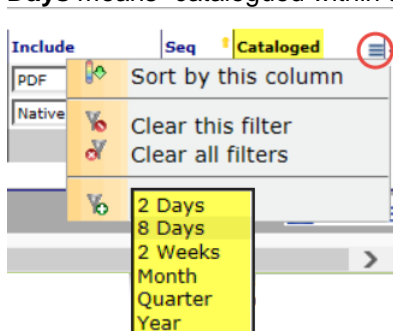 Days means "catalogued within
Include Seq Cataloged
PDF
Sort by this column
Native
Clear this filter
Clear all filters
2 Days
8 Days
2 Weeks
Month
Quarter
Year